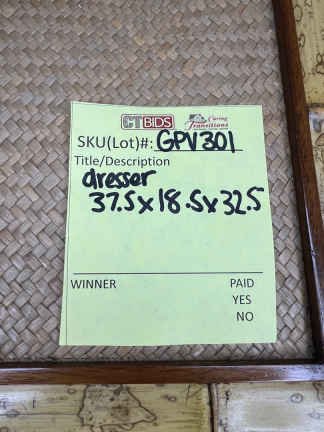 CTBIDS Caring Transitions
SKU(Lot)#: GPV301
Title/Description
dresser
37.5x18.5x32.5
WINNER PAID
YES
NO